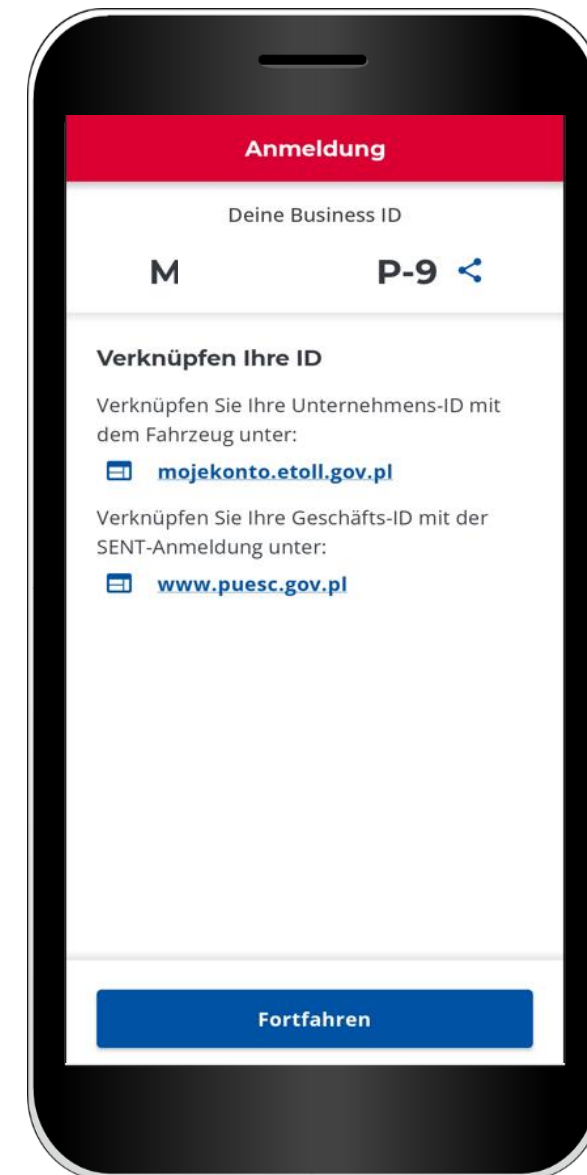 Anmeldung
Deine Business ID
M P-9
Verknüpfen Ihre ID
Verknüpfen Sie Ihre Unternehmens-ID mit
dem Fahrzeug unter:
mojekonto.etoll.gov.pl
Verknüpfen Sie Ihre Geschäfts-ID mit der
SENT-Anmeldung unter:
www.puesc.gov.pl
Fortfahren